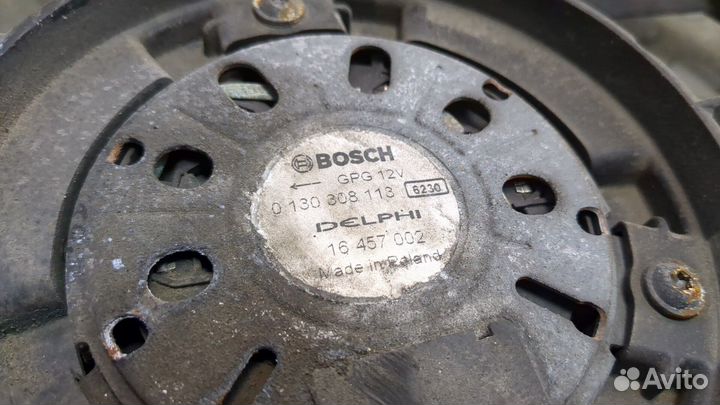 BOSCH
← GPG 12V
0 130 308 113 6230
DELPHI
16 457 002
Made in Poland
Avito